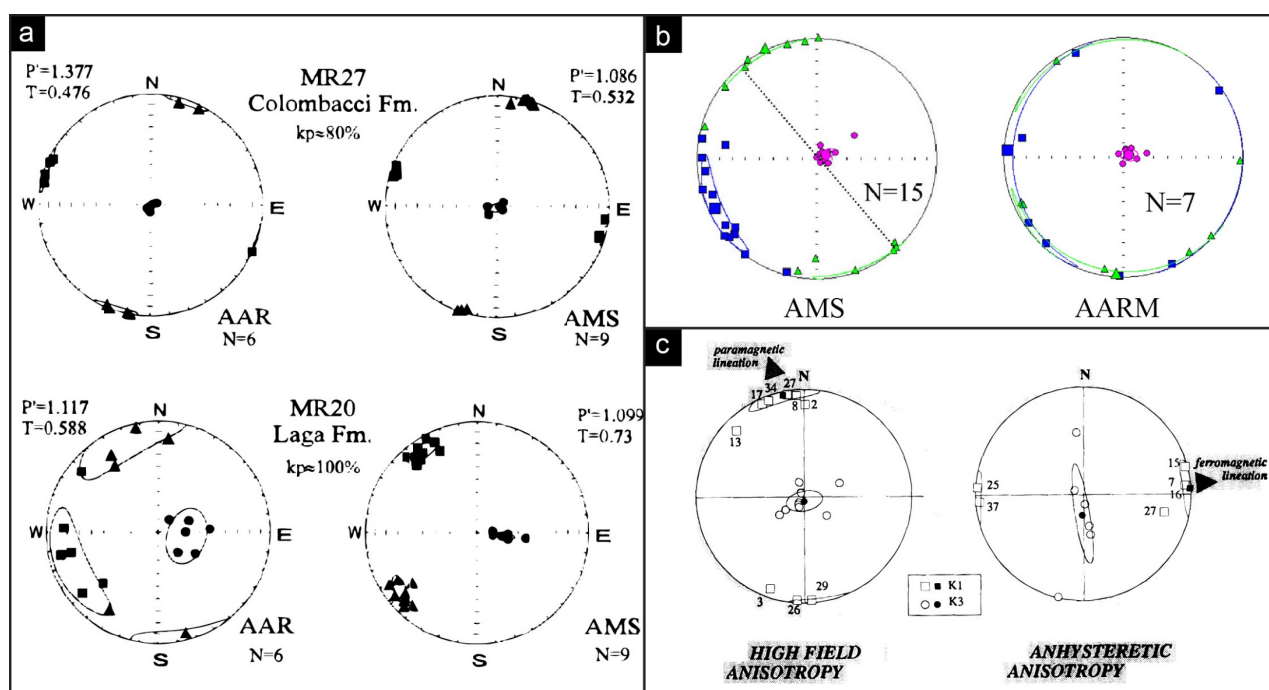 a
P'=1.377
T=0.476
MR27
Colombacci Fm.
kp≈80%
P'=1.086
T=0.532
N
W
E
S
AAR
N=6
N
W
E
S
AMS
N=9
P'=1.117
T=0.588
MR20
Laga Fm.
kp≈100%
P'=1.099
T=0.73
N
W
E
S
AAR
N=6
N
W
E
S
AMS
N=9
b
N=15
AMS
N=7
AARM
c
paramagnetic
lineation
N
17
34
27
8
2
13
3
26
29
HIGH FIELD
ANISOTROPY
N
15
7
16
27
25
37
ferromagnetic
lineation
K1
K3
ANHYSTERETIC
ANISOTROPY